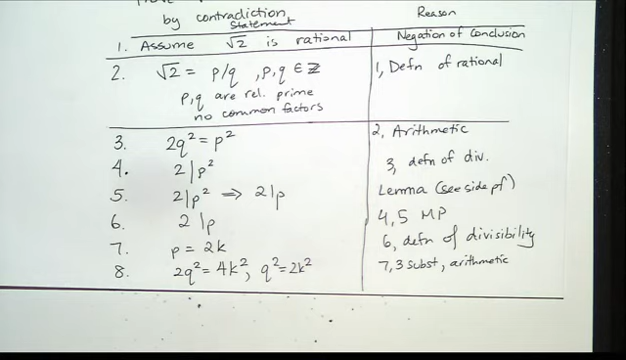 by contradiction
Statement Reason
1. Assume √2 is rational Negation of Conclusion
2. √2 = p/q , p,q ∈ ℤ 1, Defn of rational
p,q are rel. prime
no common factors
3. 2q² = p² 2, Arithmetic
4. 2|p² 3, defn of div.
5. 2|p² ⇒ 2|p Lemma (see side pf)
6. 2|p 4,5 MP
7. p = 2k 6, defn of divisibility
8. 2q² = 4k², q² = 2k² 7,3 subst, arithmetic